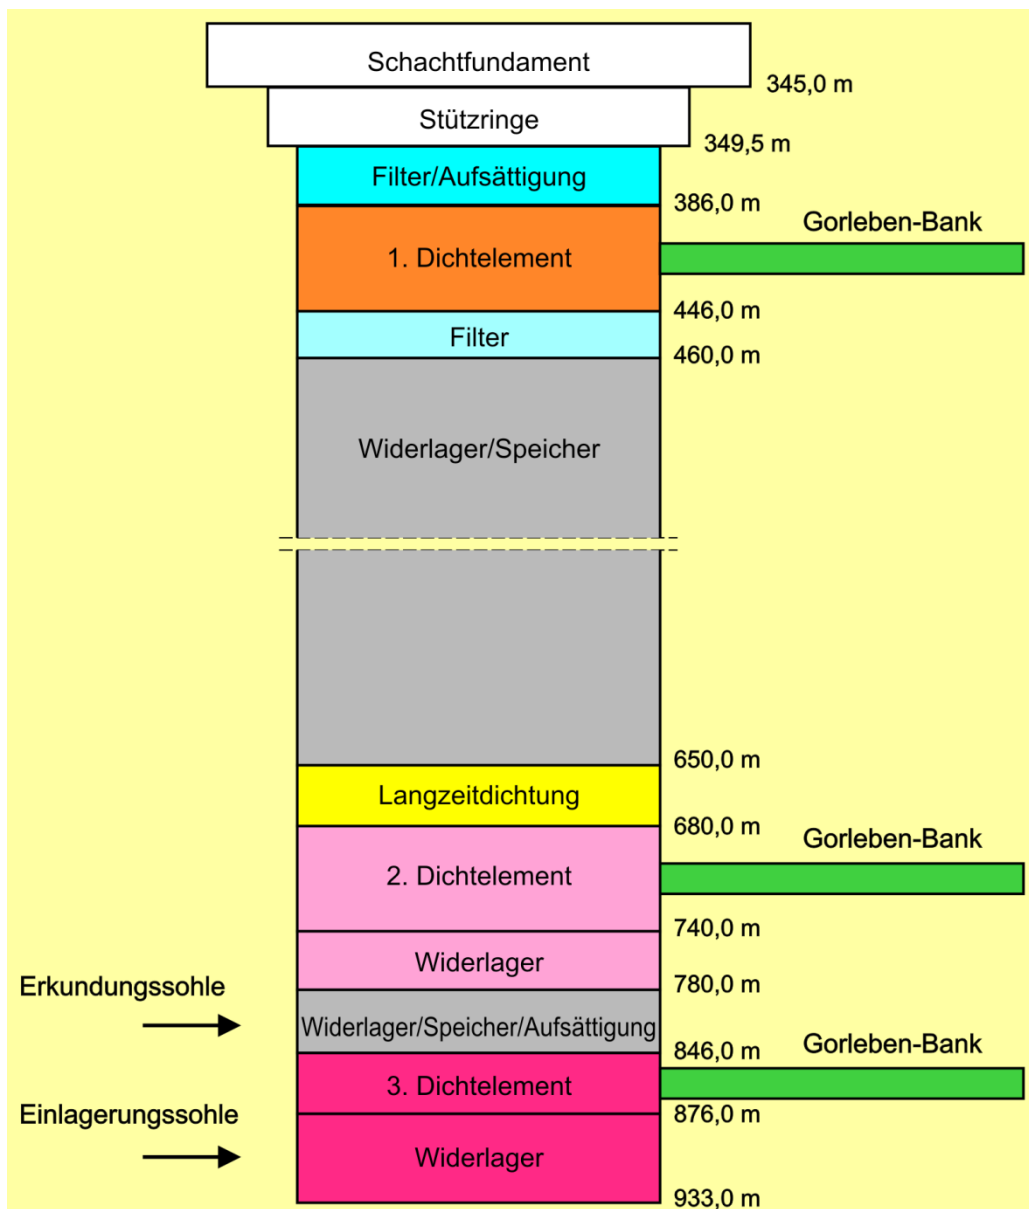 Schachtfundament
345,0 m
Stützringe
349,5 m
Filter/Aufsättigung
386,0 m
Gorleben-Bank
1. Dichtelement
446,0 m
Filter
460,0 m
Widerlager/Speicher
650,0 m
Langzeitdichtung
680,0 m
Gorleben-Bank
2. Dichtelement
740,0 m
Widerlager
780,0 m
Erkundungssohle
Widerlager/Speicher/Aufsättigung
846,0 m
Gorleben-Bank
3. Dichtelement
876,0 m
Einlagerungssohle
Widerlager
933,0 m